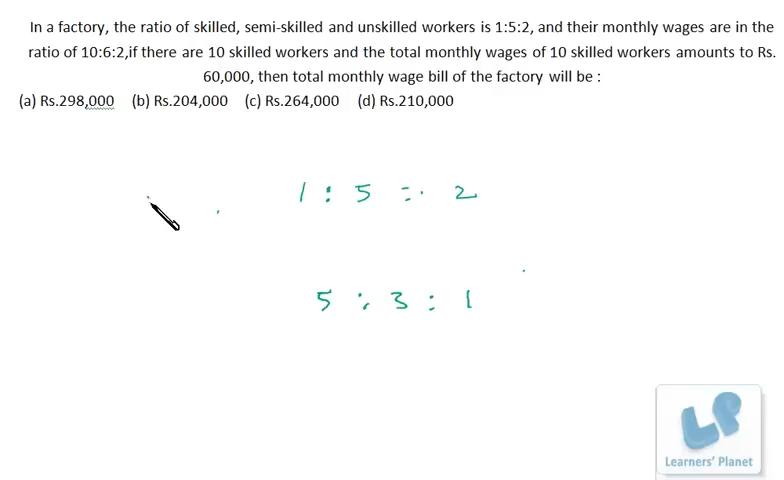 In a factory, the ratio of skilled, semi-skilled and unskilled workers is 1:5:2, and their monthly wages are in the
ratio of 10:6:2,if there are 10 skilled workers and the total monthly wages of 10 skilled workers amounts to Rs.
60,000, then total monthly wage bill of the factory will be :
(a) Rs.298,000 (b) Rs.204,000 (c) Rs.264,000 (d) Rs.210,000
1 : 5 : 2
5 : 3 : 1
LP
Learners' Planet